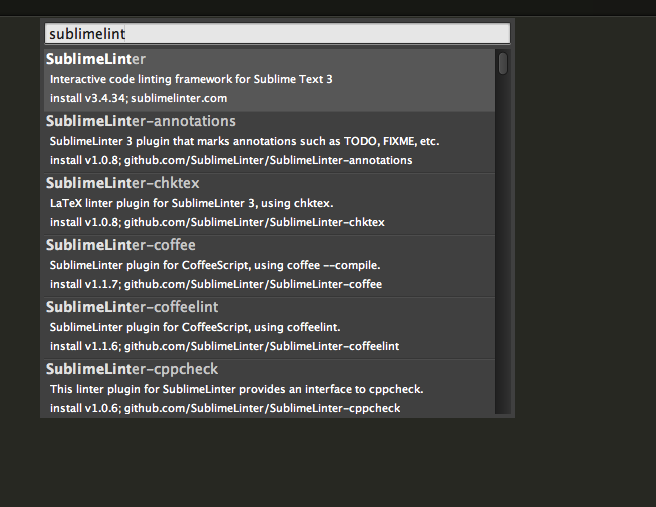 sublimelint
SublimeLinter
Interactive code linting framework for Sublime Text 3
install v3.4.34; sublimelinter.com
SublimeLinter-annotations
SublimeLinter 3 plugin that marks annotations such as TODO, FIXME, etc.
install v1.0.8; github.com/SublimeLinter/SublimeLinter-annotations
SublimeLinter-chktex
LaTeX linter plugin for SublimeLinter 3, using chktex.
install v1.0.8; github.com/SublimeLinter/SublimeLinter-chktex
SublimeLinter-coffee
SublimeLinter plugin for CoffeeScript, using coffee --compile.
install v1.1.7; github.com/SublimeLinter/SublimeLinter-coffee
SublimeLinter-coffeelint
SublimeLinter plugin for CoffeeScript, using coffeelint.
install v1.1.6; github.com/SublimeLinter/SublimeLinter-coffeelint
SublimeLinter-cppcheck
This linter plugin for SublimeLinter provides an interface to cppcheck.
install v1.0.6; github.com/SublimeLinter/SublimeLinter-cppcheck